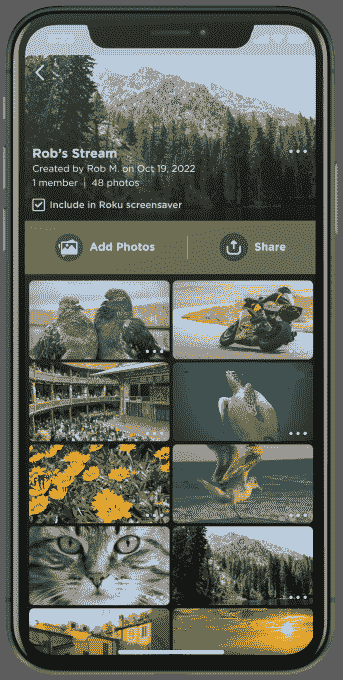 Rob's Stream
Created by Rob M. on Oct 19, 2022
1 member | 48 photos
Include in Roku screensaver
Add Photos
Share